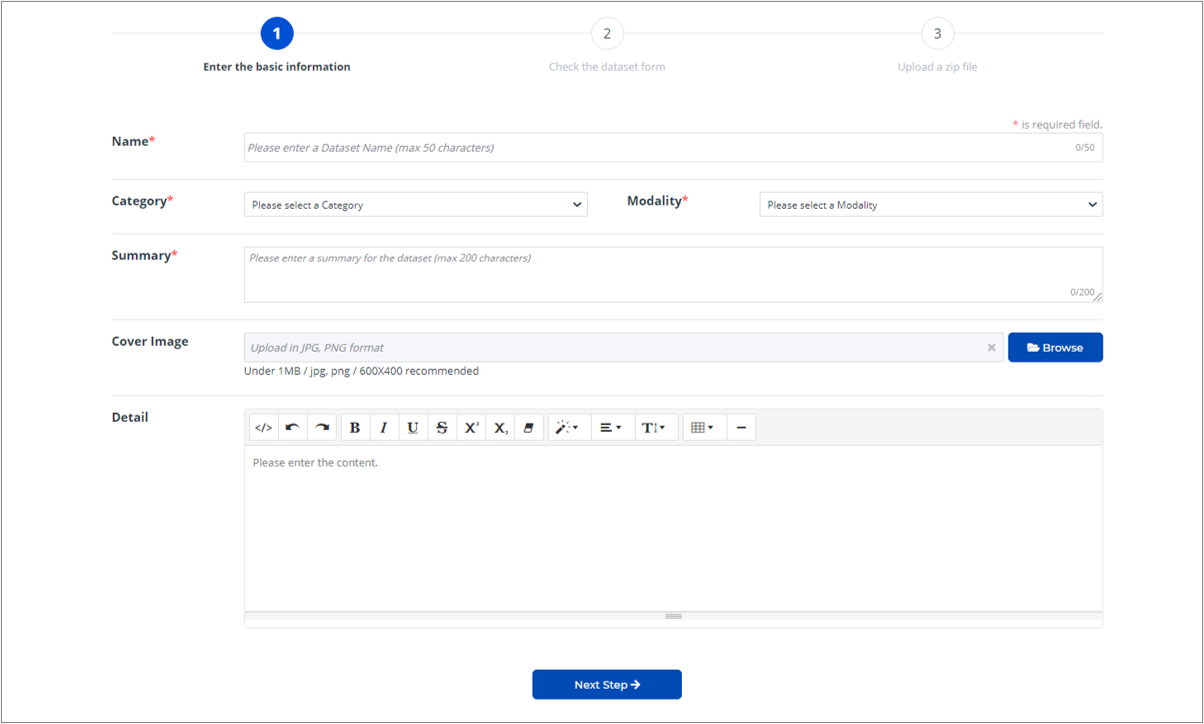 1 2 3
Enter the basic information Check the dataset form Upload a zip file
* is required field.
Name*
Please enter a Dataset Name (max 50 characters) 0/50
Category* Please select a Category Modality* Please select a Modality
Summary*
Please enter a summary for the dataset (max 200 characters)
0/200
Cover Image
Upload in JPG, PNG format × Browse
Under 1MB / jpg, png / 600X400 recommended
Detail
</> B I U S X² X₂ T
Please enter the content.
Next Step →